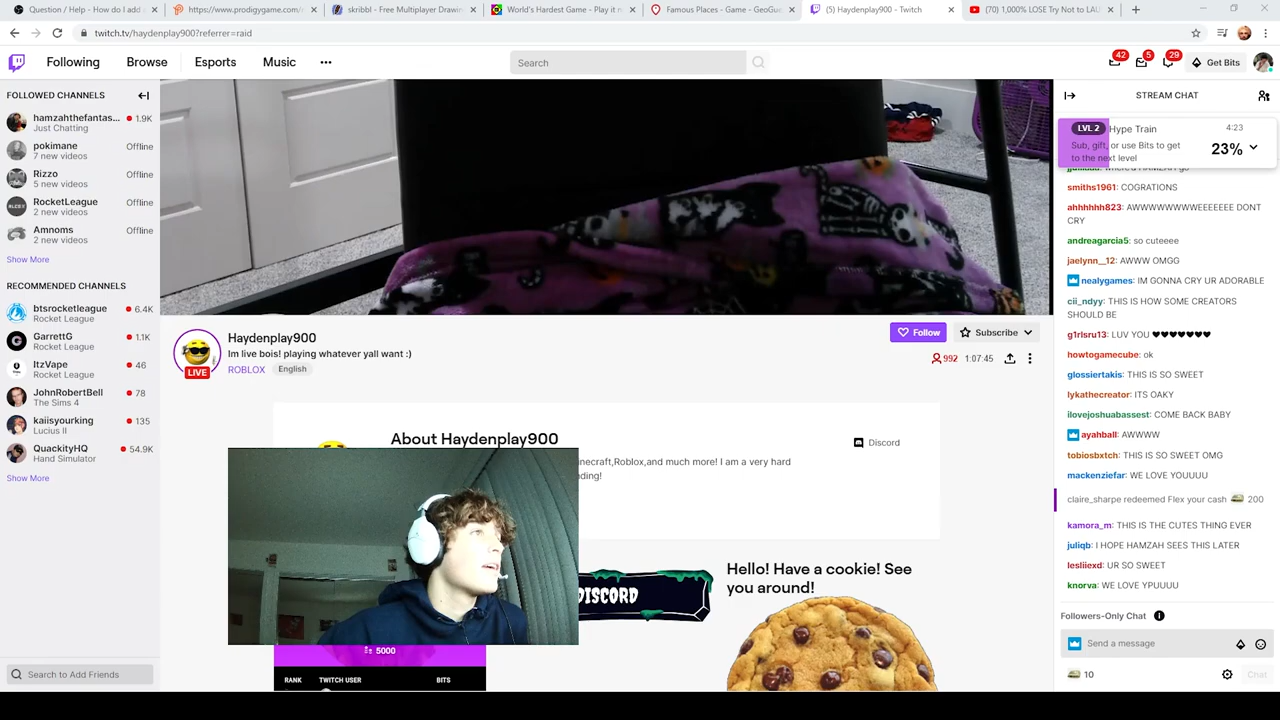 Question / Help - How do I add a
https://www.prodigygame.com/
skribbl - Free Multiplayer Drawin
World's Hardest Game - Play it n
Famous Places - Game - GeoGue
(5) Haydenplay900 - Twitch
(70) 1,000% LOSE Try Not to LAU
twitch.tv/haydenplay900?referrer=raid
Following
Browse
Esports
Music
Search
42
5
29
Get Bits
FOLLOWED CHANNELS
hamzahthefantas...
1.9K
Just Chatting
pokimane
Offline
7 new videos
Rizzo
Offline
5 new videos
RocketLeague
Offline
2 new videos
Amnoms
Offline
2 new videos
Show More
RECOMMENDED CHANNELS
btsrocketleague
6.4K
Rocket League
GarrettG
1.1K
Rocket League
ItzVape
46
Rocket League
JohnRobertBell
78
The Sims 4
kaiisyourking
135
Lucius II
QuackityHQ
54.9K
Hand Simulator
Show More
Search to Add Friends
LIVE
Haydenplay900
Im live bois! playing whatever yall want :)
ROBLOX
English
Follow
Subscribe
992
1:07:45
About Haydenplay900
Discord
necraft,Roblox,and much more! I am a very hard
ding!
DISCORD
Hello! Have a cookie! See
you around!
5000
RANK
TWITCH USER
BITS
STREAM CHAT
LVL 2
Hype Train
4:23
Sub, gift, or use Bits to get
to the next level
23%
smiths1961: COGRATIONS
ahhhhhh823: AWWWWWWWEEEEEEE DONT
CRY
andreagarcia5: so cuteeee
jaelynn__12: AWWW OMGG
nealygames: IM GONNA CRY UR ADORABLE
cii_ndyy: THIS IS HOW SOME CREATORS
SHOULD BE
g1rlsru13: LUV YOU ♥♥♥♥♥♥♥
howtogamecube: ok
glossiertakis: THIS IS SO SWEET
lykathecreator: ITS OAKY
ilovejoshuabassest: COME BACK BABY
ayahball: AWWWW
tobiosbxtch: THIS IS SO SWEET OMG
mackenziefar: WE LOVE YOUUUU
claire_sharpe redeemed Flex your cash 200
kamora_m: THIS IS THE CUTES THING EVER
juliqb: I HOPE HAMZAH SEES THIS LATER
lesliiexd: UR SO SWEET
knorva: WE LOVE YPUUUU
Followers-Only Chat
Send a message
10
Chat